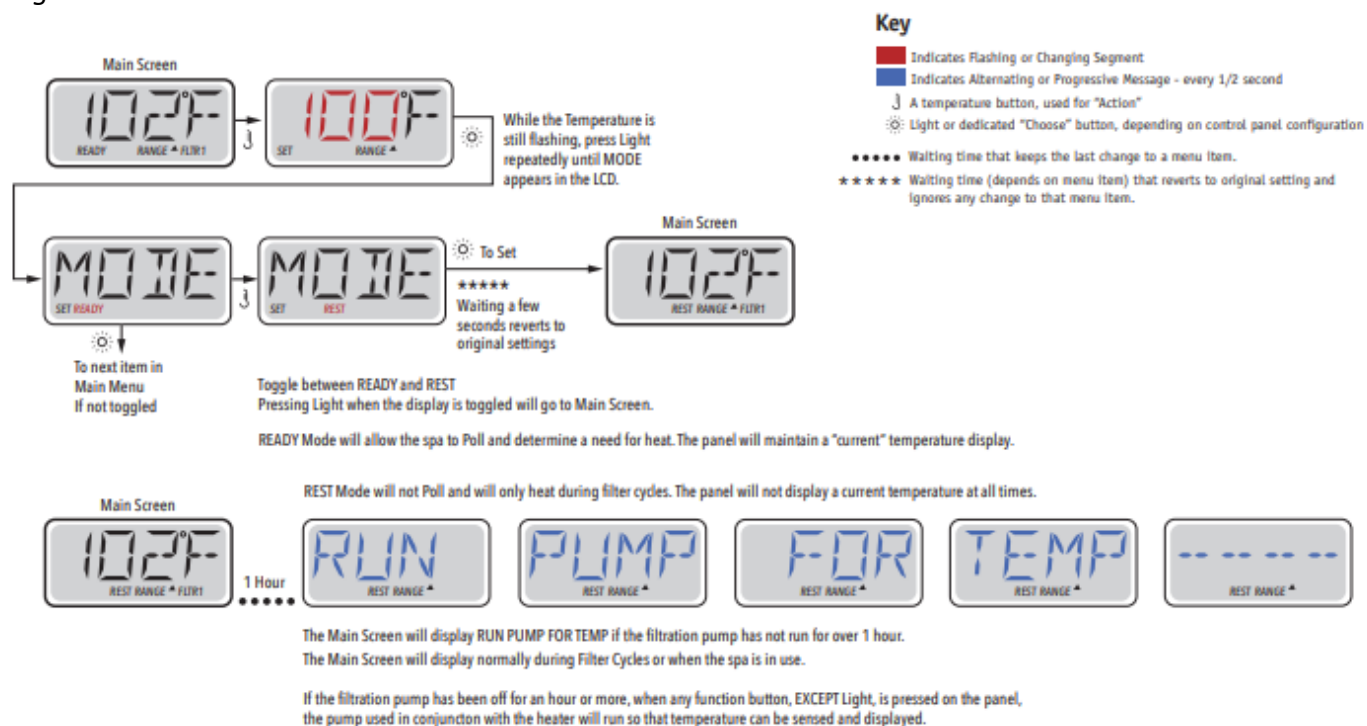 Key
Indicates Flashing or Changing Segment
Indicates Alternating or Progressive Message - every 1/2 second
A temperature button, used for "Action"
Light or dedicated "Choose" button, depending on control panel configuration
••••• Waiting time that keeps the last change to a menu item.
***** Waiting time (depends on menu item) that reverts to original setting and
ignores any change to that menu item.
Main Screen
102°F
READY RANGE ▲ FLTR1
100°F
SET RANGE ▲
While the Temperature is
still flashing, press Light
repeatedly until MODE
appears in the LCD.
MODE
SET READY
MODE
SET REST
To Set
*****
Waiting a few
seconds reverts to
original settings
Main Screen
102°F
REST RANGE ▲ FLTR1
To next item in
Main Menu
If not toggled
Toggle between READY and REST
Pressing Light when the display is toggled will go to Main Screen.
READY Mode will allow the spa to Poll and determine a need for heat. The panel will maintain a "current" temperature display.
REST Mode will not Poll and will only heat during filter cycles. The panel will not display a current temperature at all times.
Main Screen
102°F
REST RANGE ▲ FLTR1
1 Hour
•••••
RUN
REST RANGE ▲
PUMP
REST RANGE ▲
FOR
REST RANGE ▲
TEMP
REST RANGE ▲
-- -- -- --
REST RANGE ▲
The Main Screen will display RUN PUMP FOR TEMP if the filtration pump has not run for over 1 hour.
The Main Screen will display normally during Filter Cycles or when the spa is in use.
If the filtration pump has been off for an hour or more, when any function button, EXCEPT Light, is pressed on the panel,
the pump used in conjuncton with the heater will run so that temperature can be sensed and displayed.